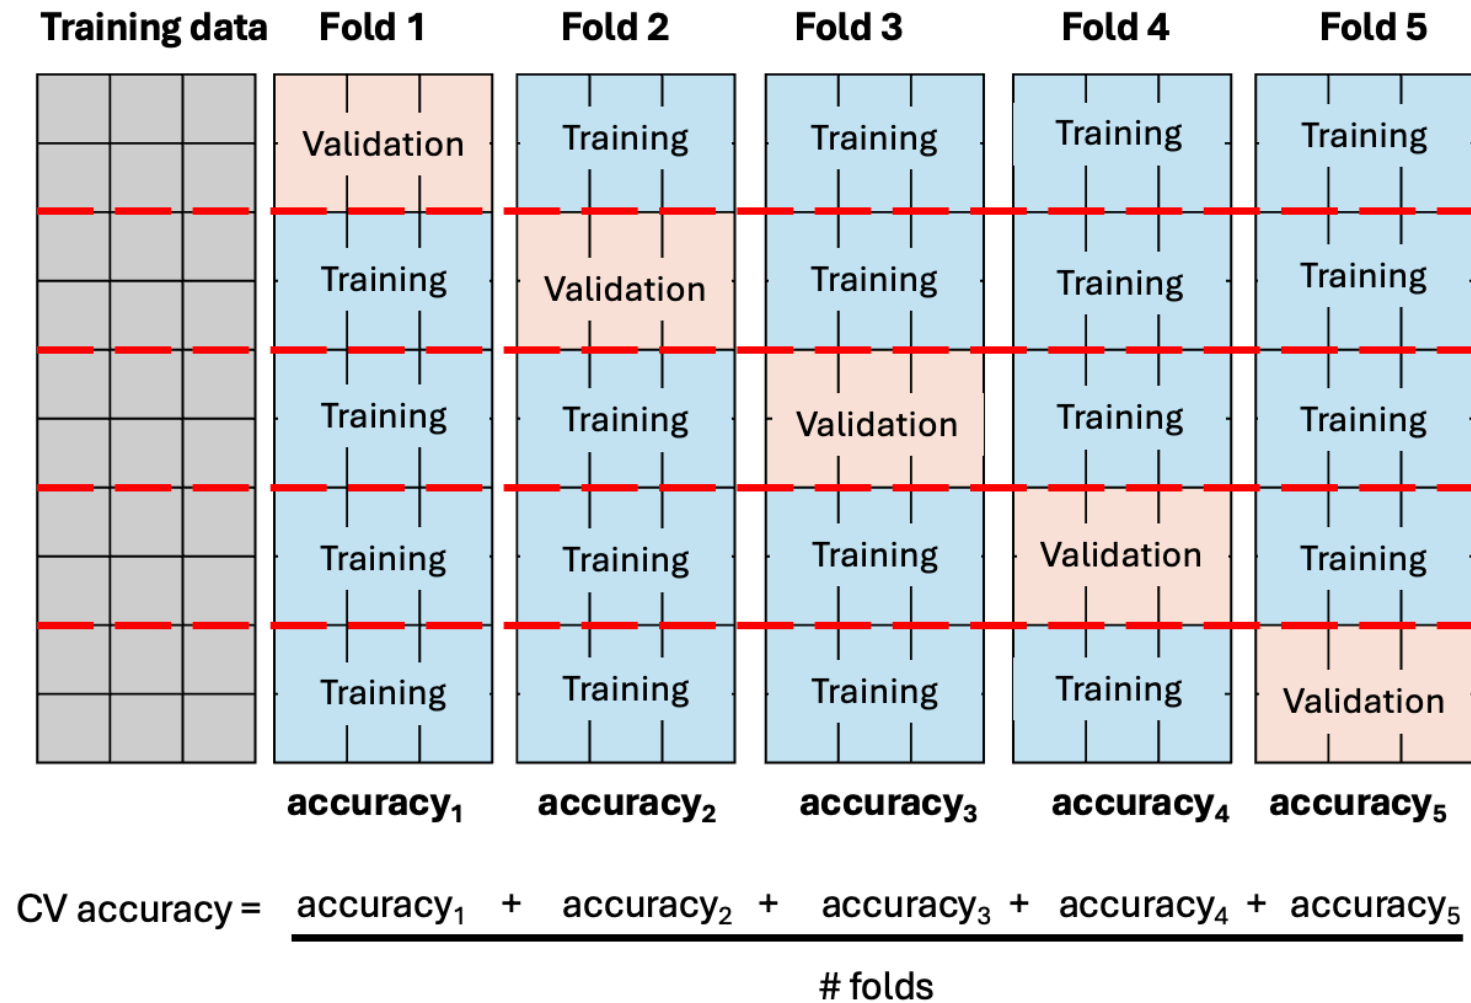 Training data Fold 1 Fold 2 Fold 3 Fold 4 Fold 5
Validation Training Training Training Training
Training Validation Training Training Training
Training Training Validation Training Training
Training Training Training Validation Training
Training Training Training Training Validation
accuracy₁ accuracy₂ accuracy₃ accuracy₄ accuracy₅
CV accuracy = accuracy₁ + accuracy₂ + accuracy₃ + accuracy₄ + accuracy₅
# folds